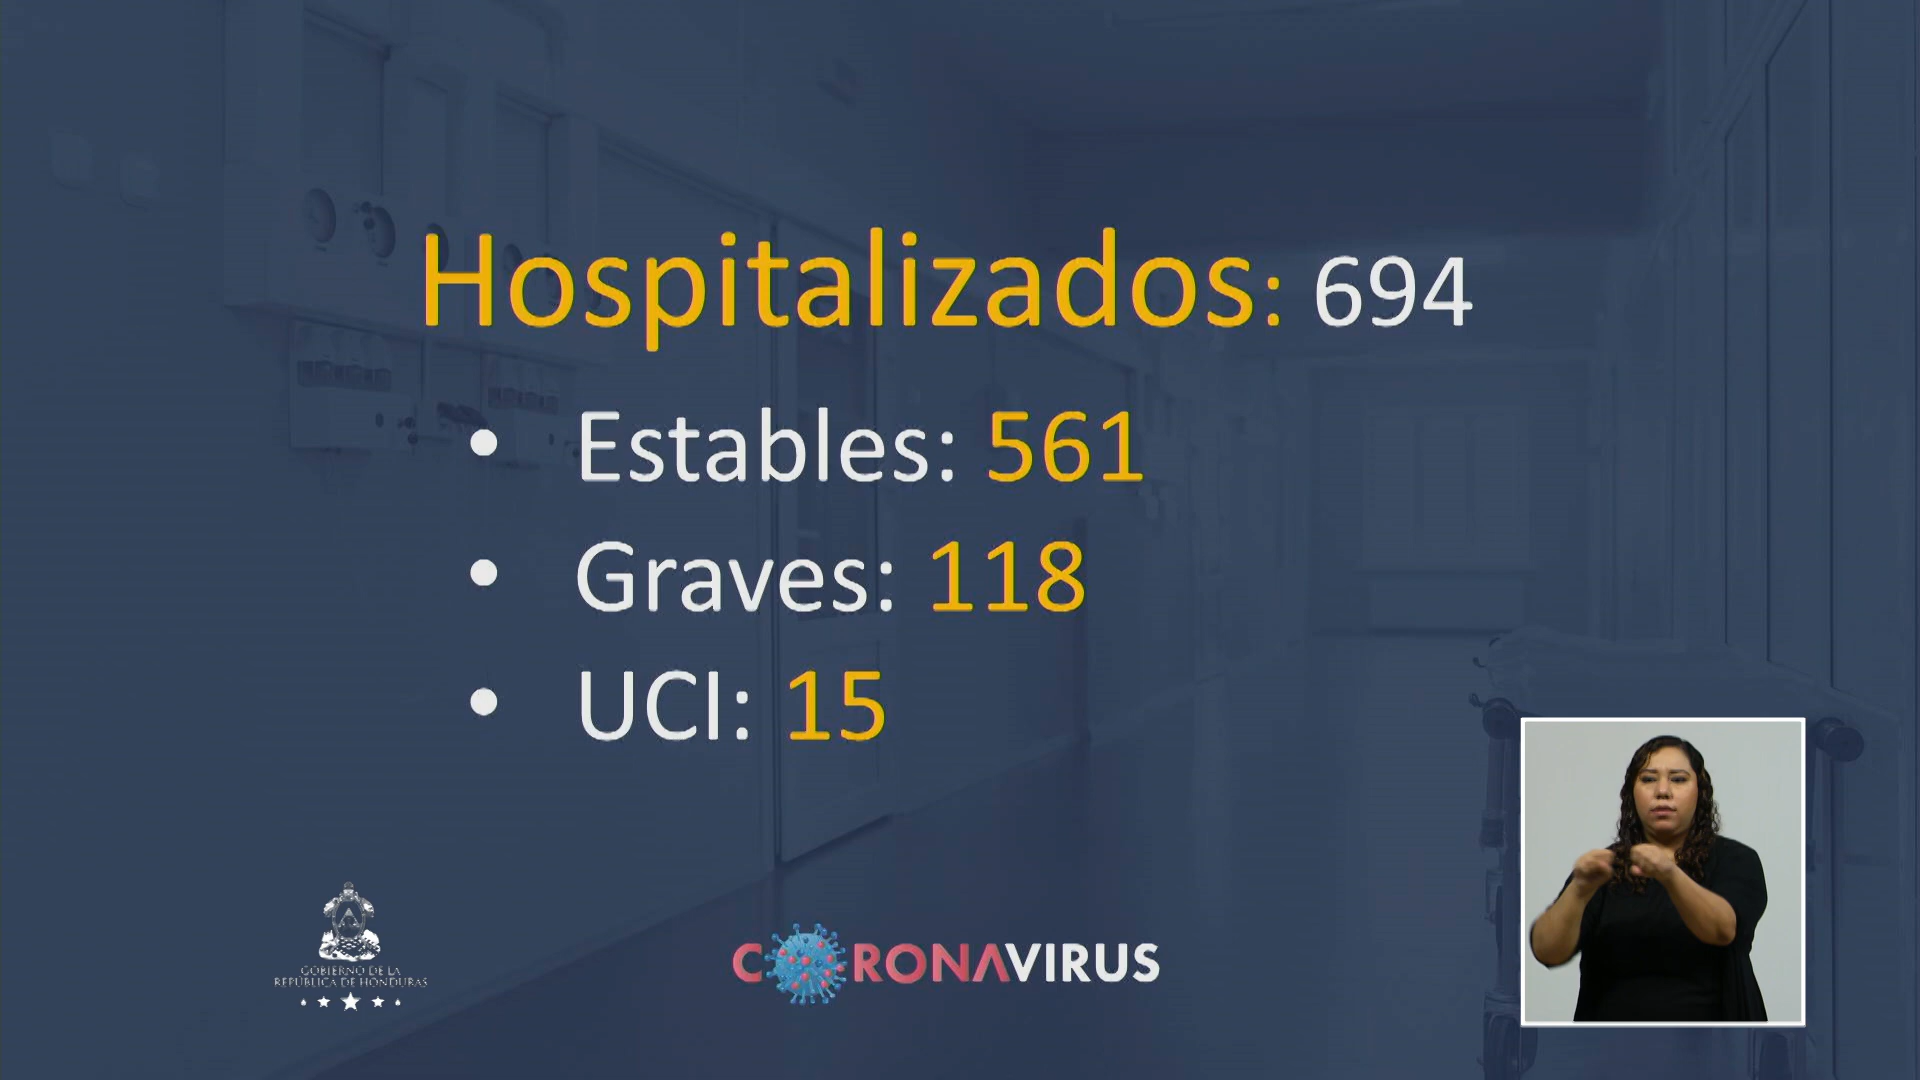 Hospitalizados: 694
• Estables: 561
• Graves: 118
• UCI: 15
GOBIERNO DE LA
REPÚBLICA DE HONDURAS
CORONAVIRUS